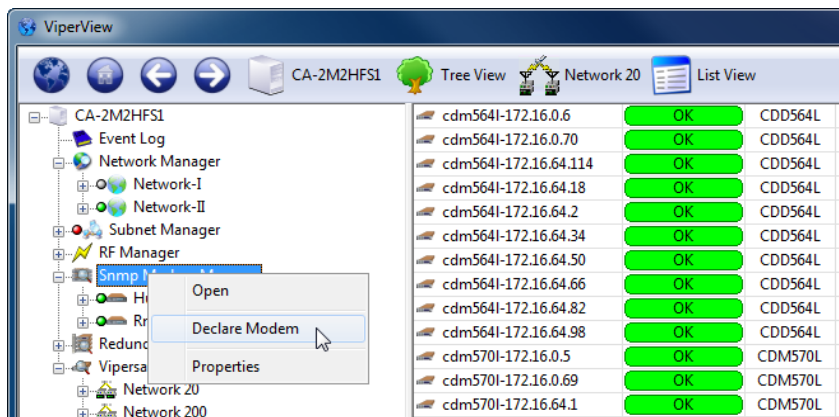 ViperView
CA-2M2HFS1 Tree View Network 20 List View
CA-2M2HFS1
Event Log
Network Manager
Network-I
Network-II
Subnet Manager
RF Manager
Snmp
Open
Declare Modem
Properties
Network 20
Network 200
cdm564l-172.16.0.6 OK CDD564L
cdm564l-172.16.0.70 OK CDD564L
cdm564l-172.16.64.114 OK CDD564L
cdm564l-172.16.64.18 OK CDD564L
cdm564l-172.16.64.2 OK CDD564L
cdm564l-172.16.64.34 OK CDD564L
cdm564l-172.16.64.50 OK CDD564L
cdm564l-172.16.64.66 OK CDD564L
cdm564l-172.16.64.82 OK CDD564L
cdm564l-172.16.64.98 OK CDD564L
cdm570l-172.16.0.5 OK CDM570L
cdm570l-172.16.0.69 OK CDM570L
cdm570l-172.16.64.1 OK CDM570L